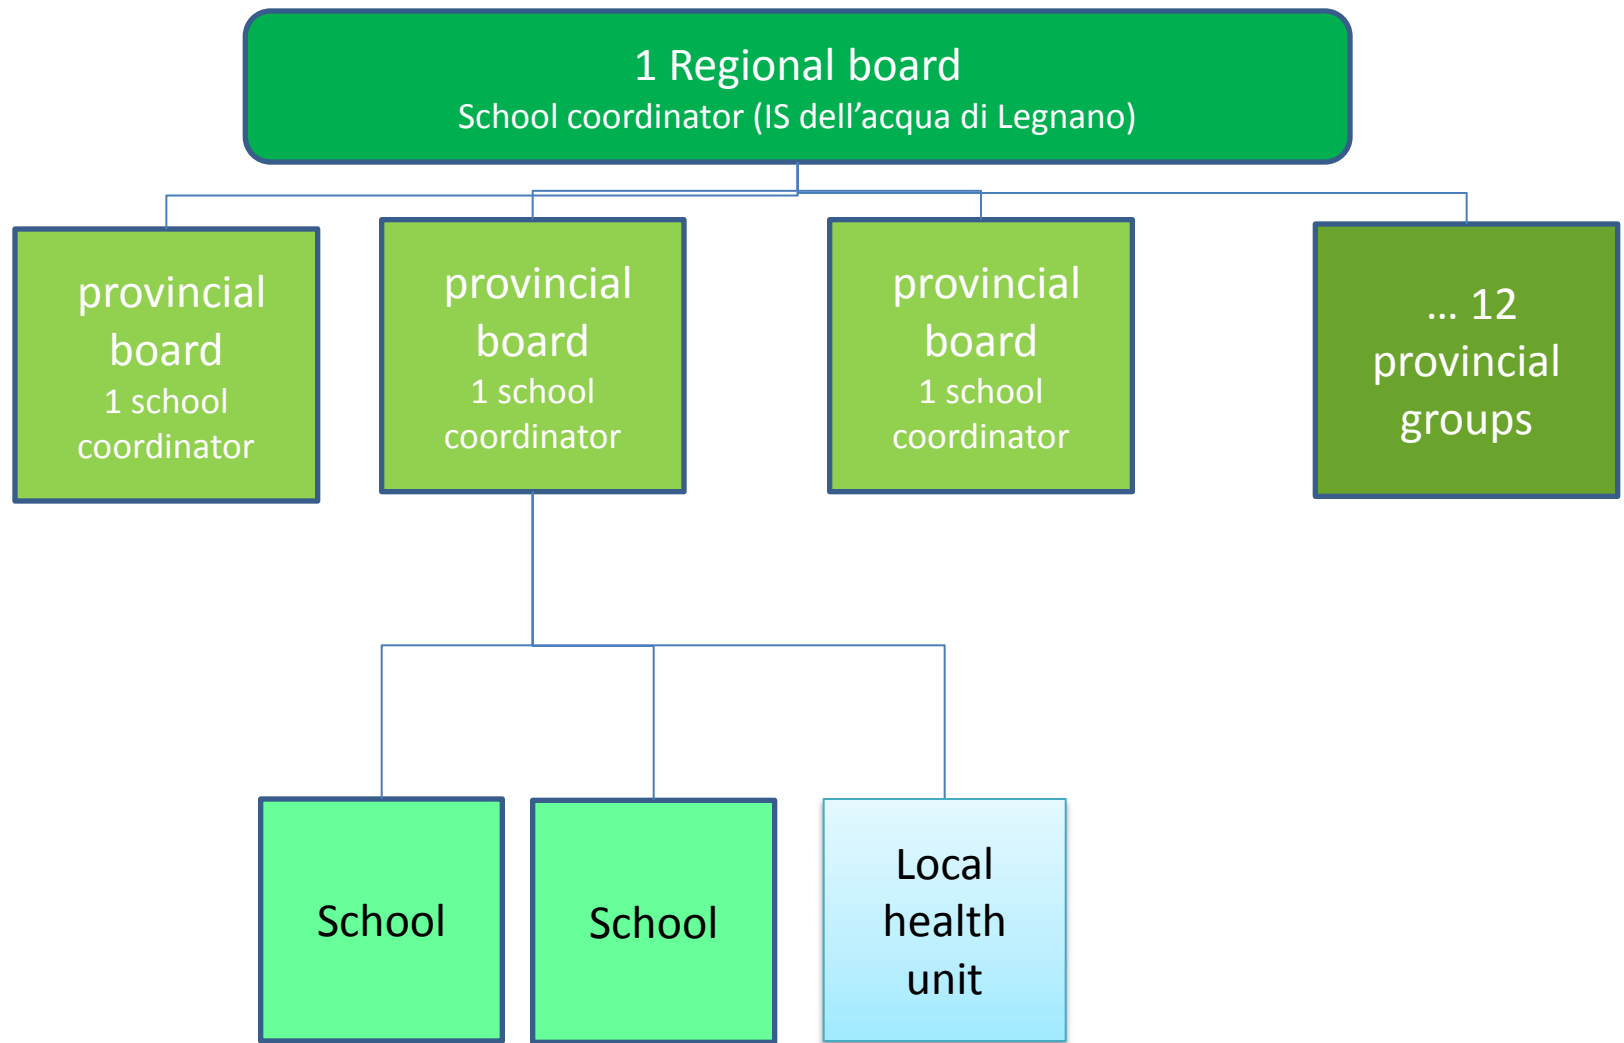 1 Regional board
School coordinator (IS dell’acqua di Legnano)
provincial
board
1 school
coordinator
provincial
board
1 school
coordinator
provincial
board
1 school
coordinator
... 12
provincial
groups
School
School
Local
health
unit